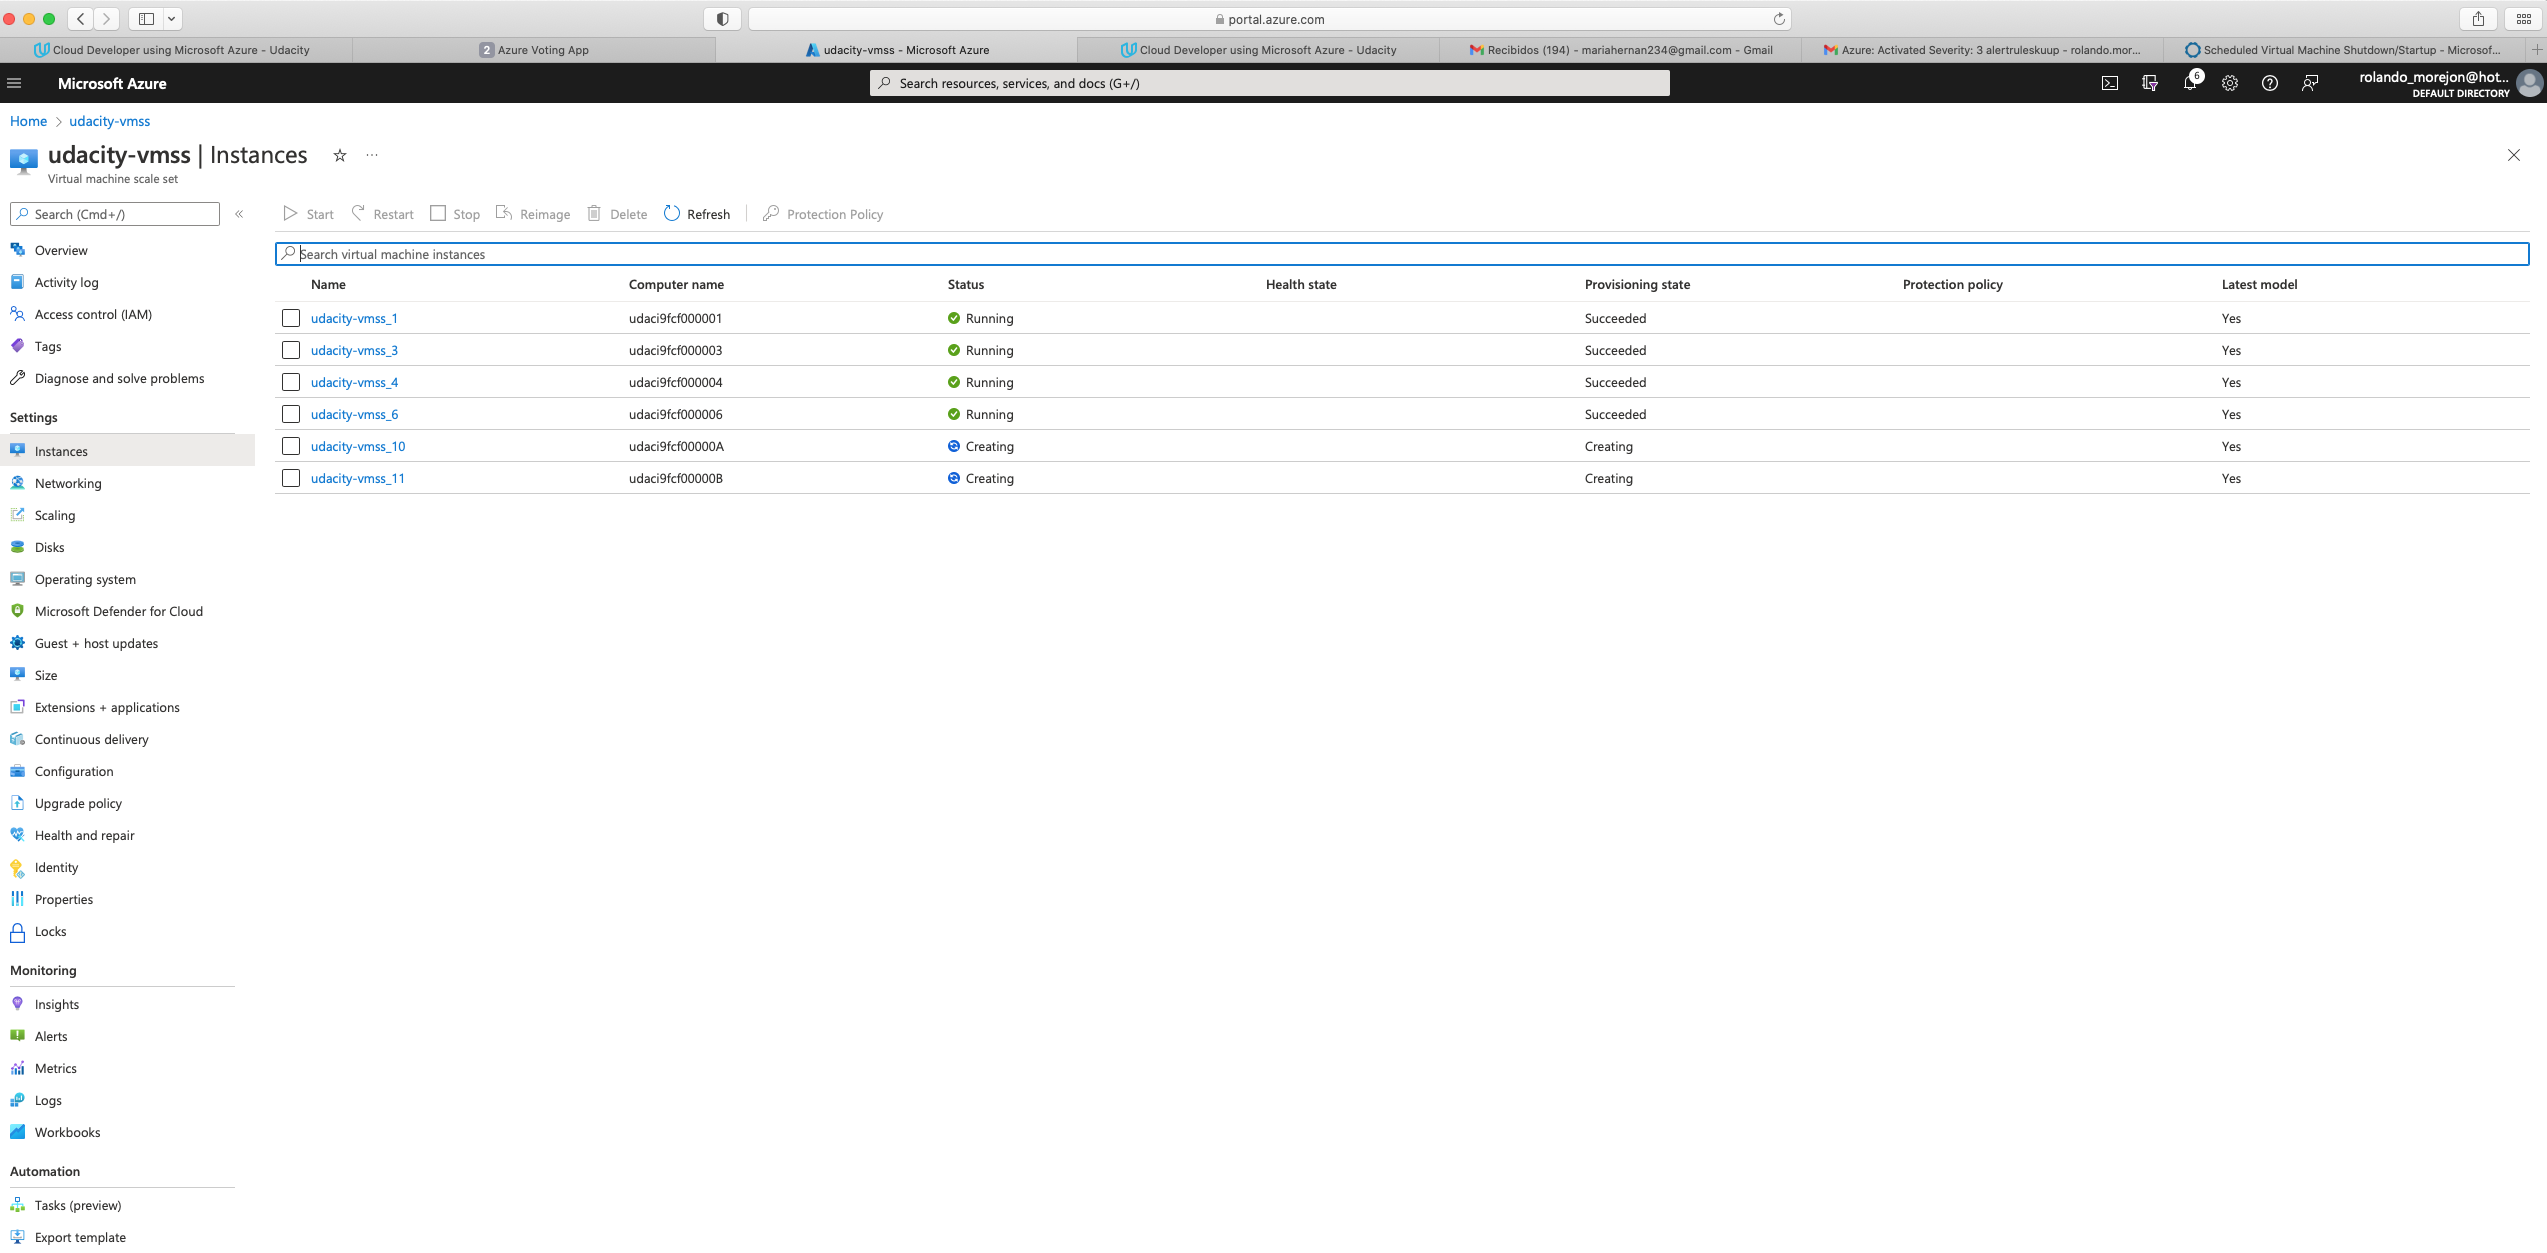 portal.azure.com
Cloud Developer using Microsoft Azure - Udacity
2 Azure Voting App
udacity-vmss - Microsoft Azure
Cloud Developer using Microsoft Azure - Udacity
Recibidos (194) - mariahernan234@gmail.com - Gmail
Azure: Activated Severity: 3 alertruleskuup - rolando.mor...
Scheduled Virtual Machine Shutdown/Startup - Microsof...
Microsoft Azure
Search resources, services, and docs (G+/)
6
rolando_morejon@hot...
DEFAULT DIRECTORY
Home > udacity-vmss
udacity-vmss | Instances
Virtual machine scale set
Search (Cmd+/)
Start Restart Stop Reimage Delete Refresh Protection Policy
Overview
Activity log
Access control (IAM)
Tags
Diagnose and solve problems
Settings
Instances
Networking
Scaling
Disks
Operating system
Microsoft Defender for Cloud
Guest + host updates
Size
Extensions + applications
Continuous delivery
Configuration
Upgrade policy
Health and repair
Identity
Properties
Locks
Monitoring
Insights
Alerts
Metrics
Logs
Workbooks
Automation
Tasks (preview)
Export template
Search virtual machine instances
Name Computer name Status Health state Provisioning state Protection policy Latest model
udacity-vmss_1 udaci9fcf000001 Running Succeeded Yes
udacity-vmss_3 udaci9fcf000003 Running Succeeded Yes
udacity-vmss_4 udaci9fcf000004 Running Succeeded Yes
udacity-vmss_6 udaci9fcf000006 Running Succeeded Yes
udacity-vmss_10 udaci9fcf00000A Creating Creating Yes
udacity-vmss_11 udaci9fcf00000B Creating Creating Yes